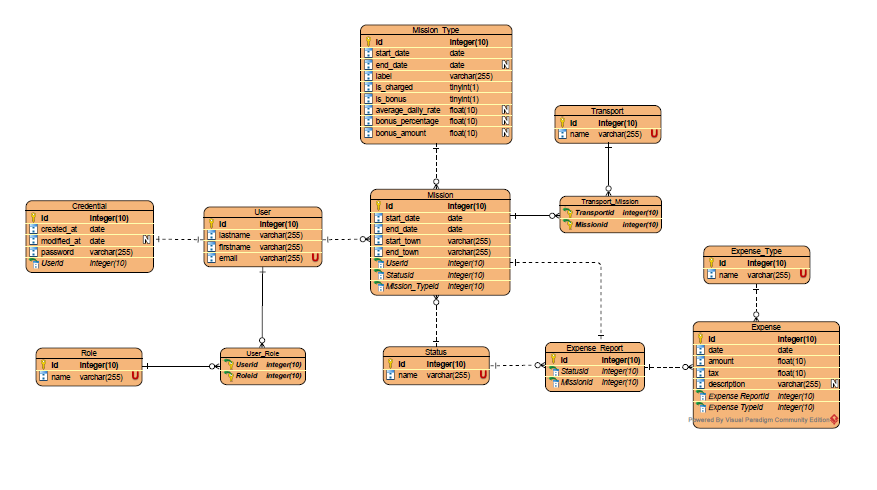 Mission_Type
Id Integer(10)
start_date date
end_date date N
label varchar(255)
is_charged tinyint(1)
is_bonus tinyint(1)
average_daily_rate float(10) N
bonus_percentage float(10) N
bonus_amount float(10) N
Transport
Id Integer(10)
name varchar(255) U
Mission
Id Integer(10)
start_date date
end_date date
start_town varchar(255)
end_town varchar(255)
UserId Integer(10)
StatusId Integer(10)
Mission_TypeId Integer(10)
Transport_Mission
TransportId Integer(10)
MissionId Integer(10)
Credential
Id Integer(10)
created_at date
modified_at date N
password varchar(255)
UserId Integer(10)
User
Id Integer(10)
lastname varchar(255)
firstname varchar(255)
email varchar(255) U
Expense_Type
Id Integer(10)
name varchar(255) U
Role
Id Integer(10)
name varchar(255) U
User_Role
UserId Integer(10)
RoleId Integer(10)
Status
Id Integer(10)
name varchar(255) U
Expense_Report
Id Integer(10)
StatusId Integer(10)
MissionId Integer(10)
Expense
Id Integer(10)
date date
amount float(10)
tax float(10)
description varchar(255) N
Expense ReportId Integer(10)
Expense TypeId Integer(10)
Powered By Visual Paradigm Community Edition